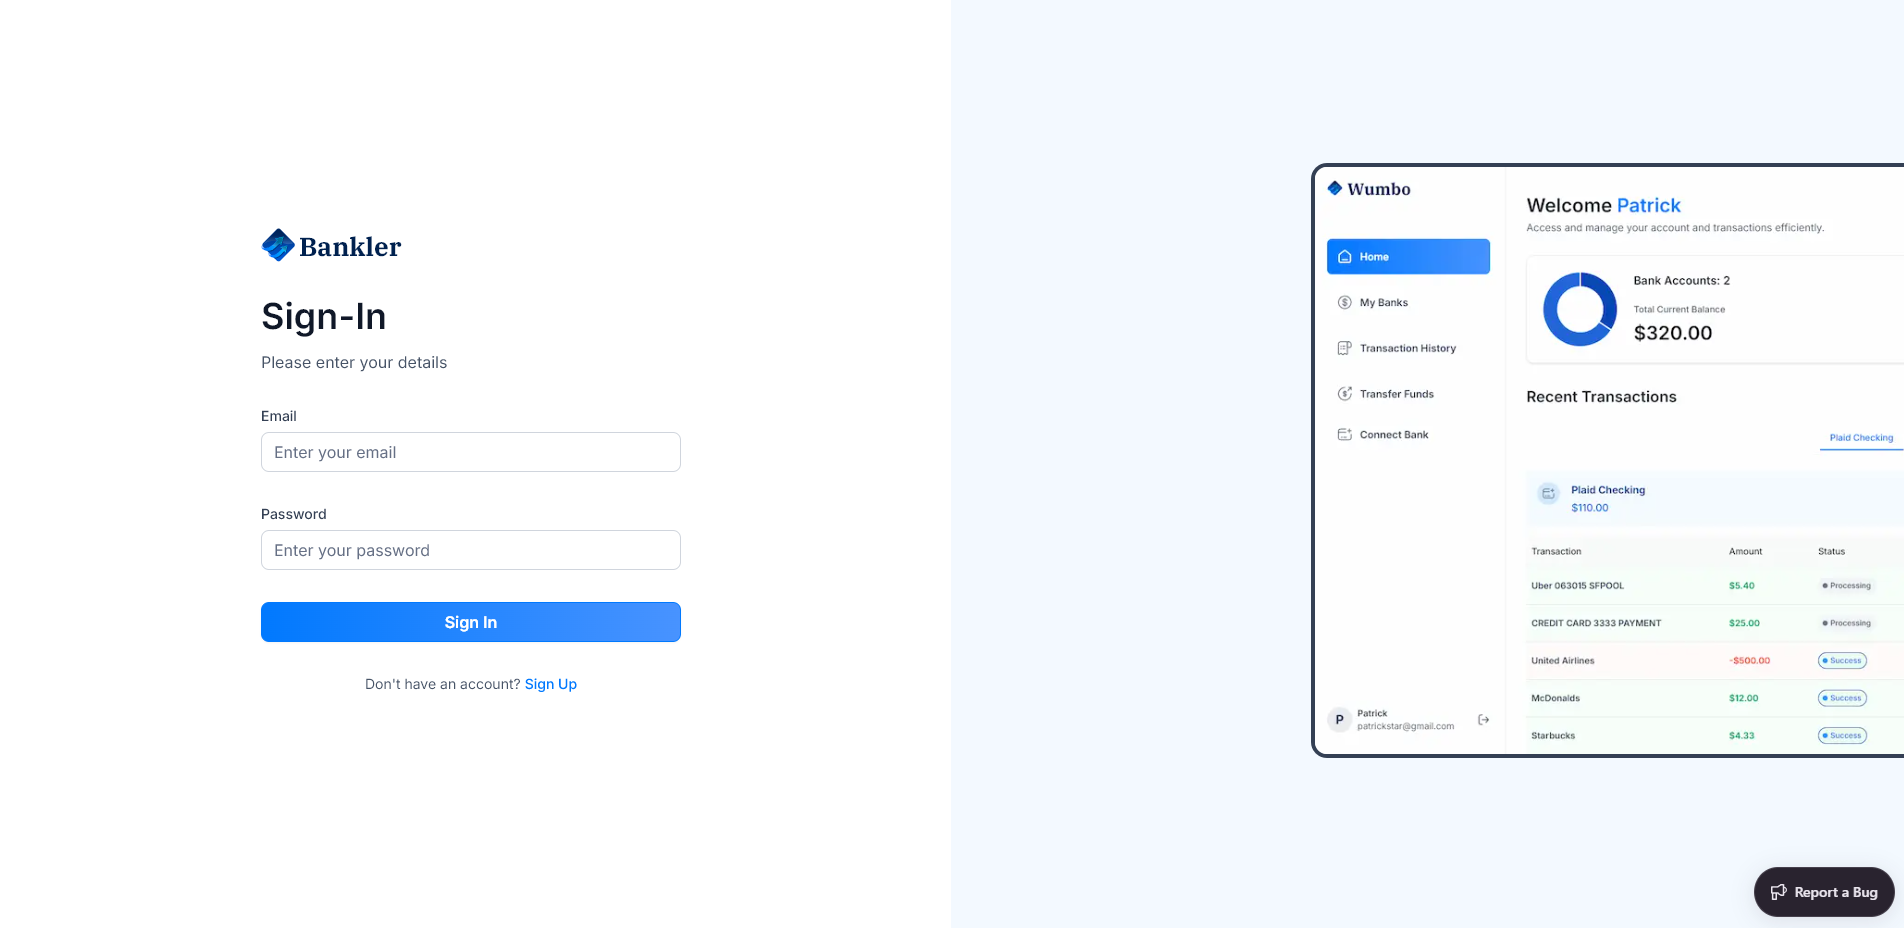 Bankler
Sign-In
Please enter your details
Email
Enter your email
Password
Enter your password
Sign In
Don't have an account? Sign Up
Wumbo
Home
My Banks
Transaction History
Transfer Funds
Connect Bank
P
Patrick
patrickstar@gmail.com
Welcome Patrick
Access and manage your account and transactions efficiently.
Bank Accounts: 2
Total Current Balance
$320.00
Recent Transactions
Plaid Checking
Plaid Checking
$110.00
Transaction Amount Status
Uber 063015 SFPOOL $5.40 Processing
CREDIT CARD 3333 PAYMENT $25.00 Processing
United Airlines -$500.00 Success
McDonalds $12.00 Success
Starbucks $4.33 Success
Report a Bug